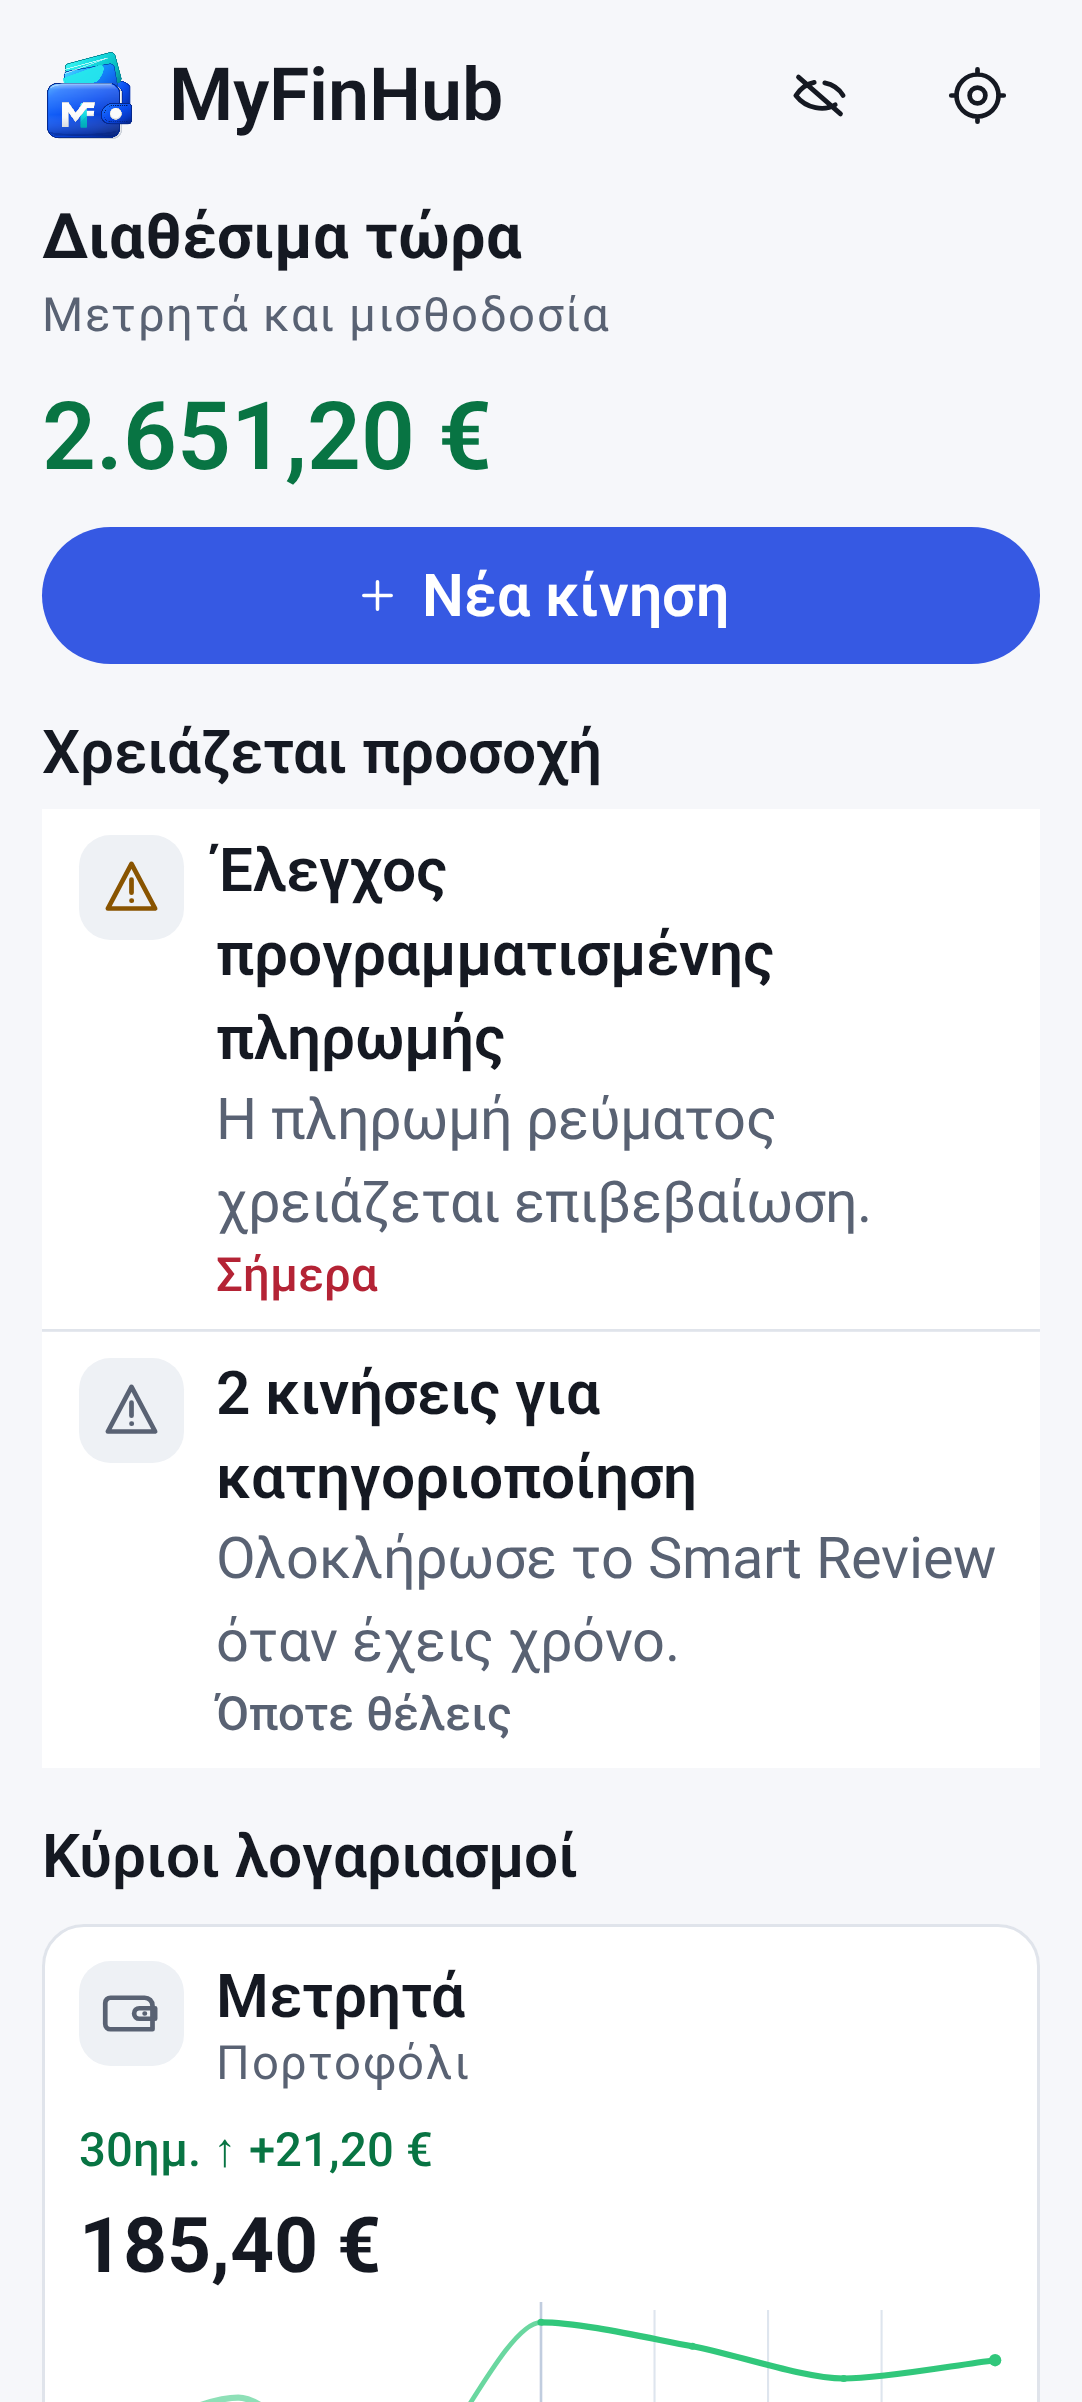 MyFinHub
Διαθέσιμα τώρα
Μετρητά και μισθοδοσία
2.651,20 €
+ Νέα κίνηση
Χρειάζεται προσοχή
Έλεγχος
προγραμματισμένης
πληρωμής
Η πληρωμή ρεύματος
χρειάζεται επιβεβαίωση.
Σήμερα
2 κινήσεις για
κατηγοριοποίηση
Ολοκλήρωσε το Smart Review
όταν έχεις χρόνο.
Όποτε θέλεις
Κύριοι λογαριασμοί
Μετρητά
Πορτοφόλι
30ημ. ↑ +21,20 €
185,40 €